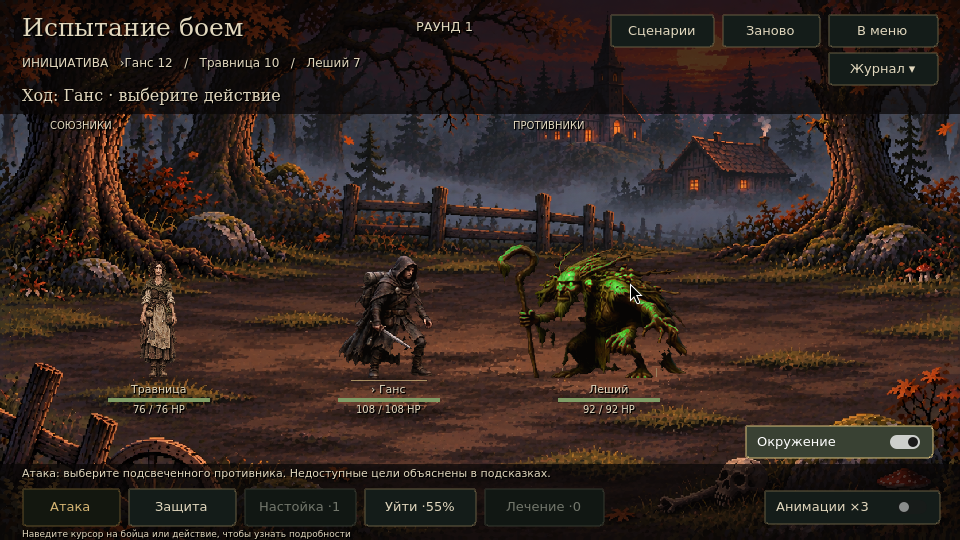 Испытание боем
РАУНД 1
Сценарии
Заново
В меню
ИНИЦИАТИВА ›Ганс 12 / Травница 10 / Леший 7
Журнал ▾
Ход: Ганс · выберите действие
СОЮЗНИКИ
ПРОТИВНИКИ
Травница
76 / 76 HP
› Ганс
108 / 108 HP
Леший
92 / 92 HP
Окружение
Атака: выберите подсвеченного противника. Недоступные цели объяснены в подсказках.
Атака
Защита
Настойка ·1
Уйти ·55%
Лечение ·0
Анимации ×3
Наведите курсор на бойца или действие, чтобы узнать подробности